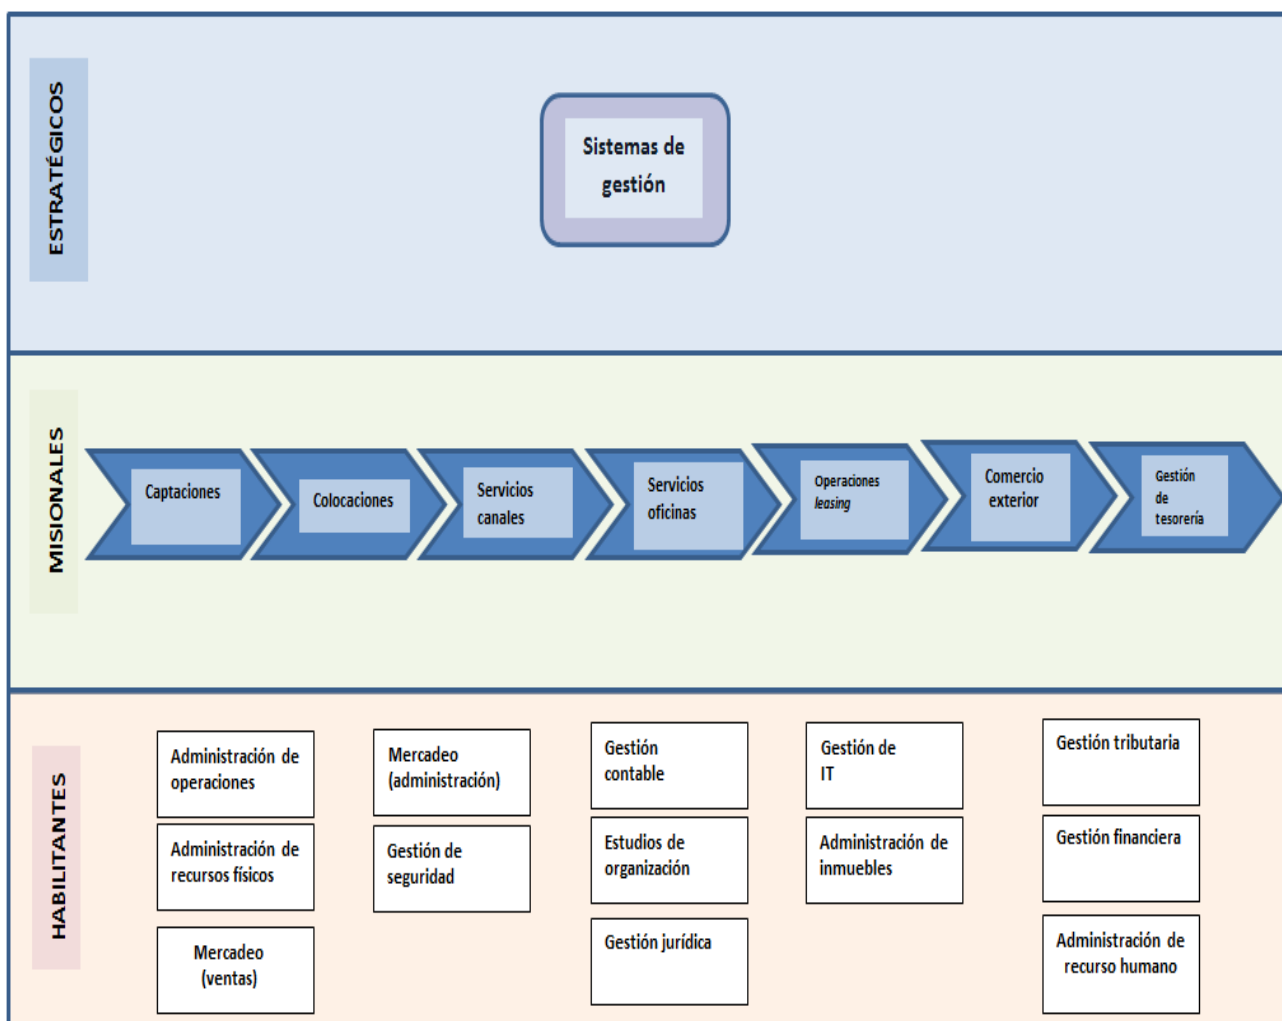 ESTRATÉGICOS
Sistemas de
gestión
MISIONALES
Captaciones
Colocaciones
Servicios
canales
Servicios
oficinas
Operaciones
leasing
Comercio
exterior
Gestión
de
tesorería
HABILITANTES
Administración de
operaciones
Administración de
recursos físicos
Mercadeo
(ventas)
Mercadeo
(administración)
Gestión de
seguridad
Gestión
contable
Estudios de
organización
Gestión jurídica
Gestión de
IT
Administración de
inmuebles
Gestión tributaria
Gestión financiera
Administración de
recurso humano